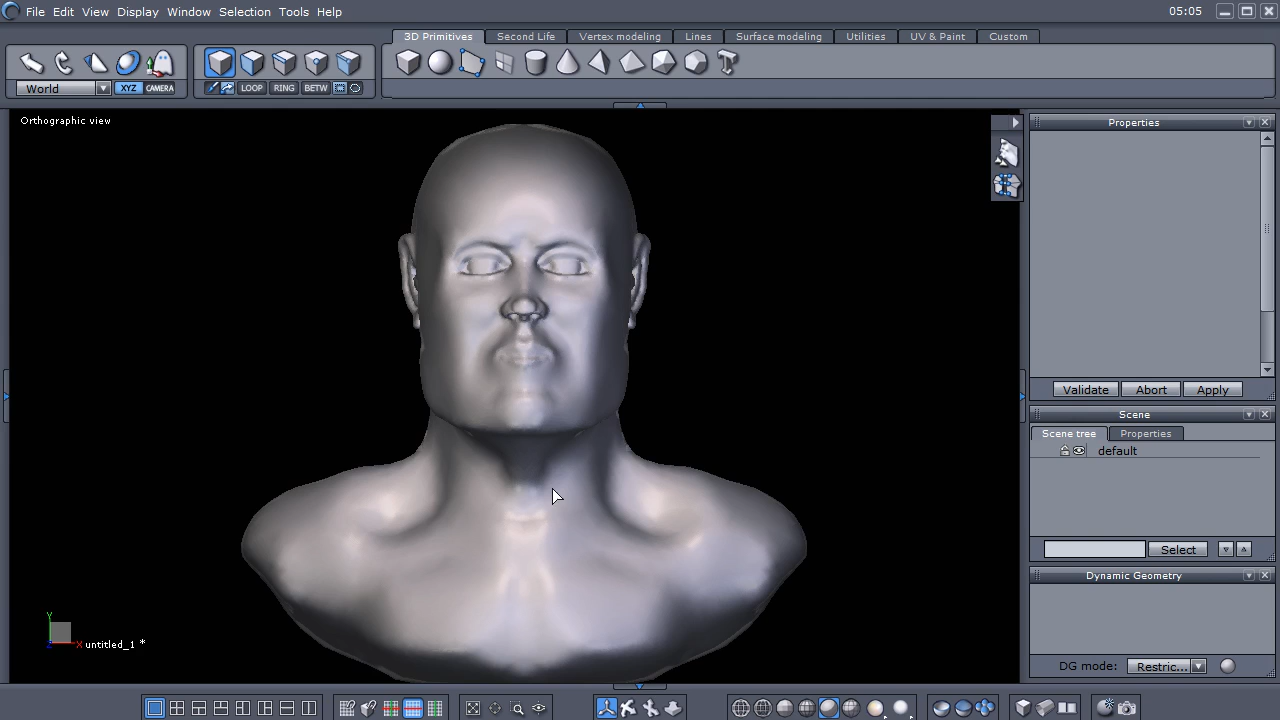 File Edit View Display Window Selection Tools Help 05:05
3D Primitives Second Life Vertex modeling Lines Surface modeling Utilities UV & Paint Custom
World XYZ CAMERA LOOP RING BETW
Orthographic view
Properties
Validate Abort Apply
Scene
Scene tree Properties
default
Select
Dynamic Geometry
DG mode: Restric...
Y
Z X untitled_1 *